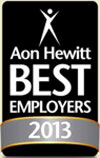 Aon Hewitt
BEST
EMPLOYERS
2013